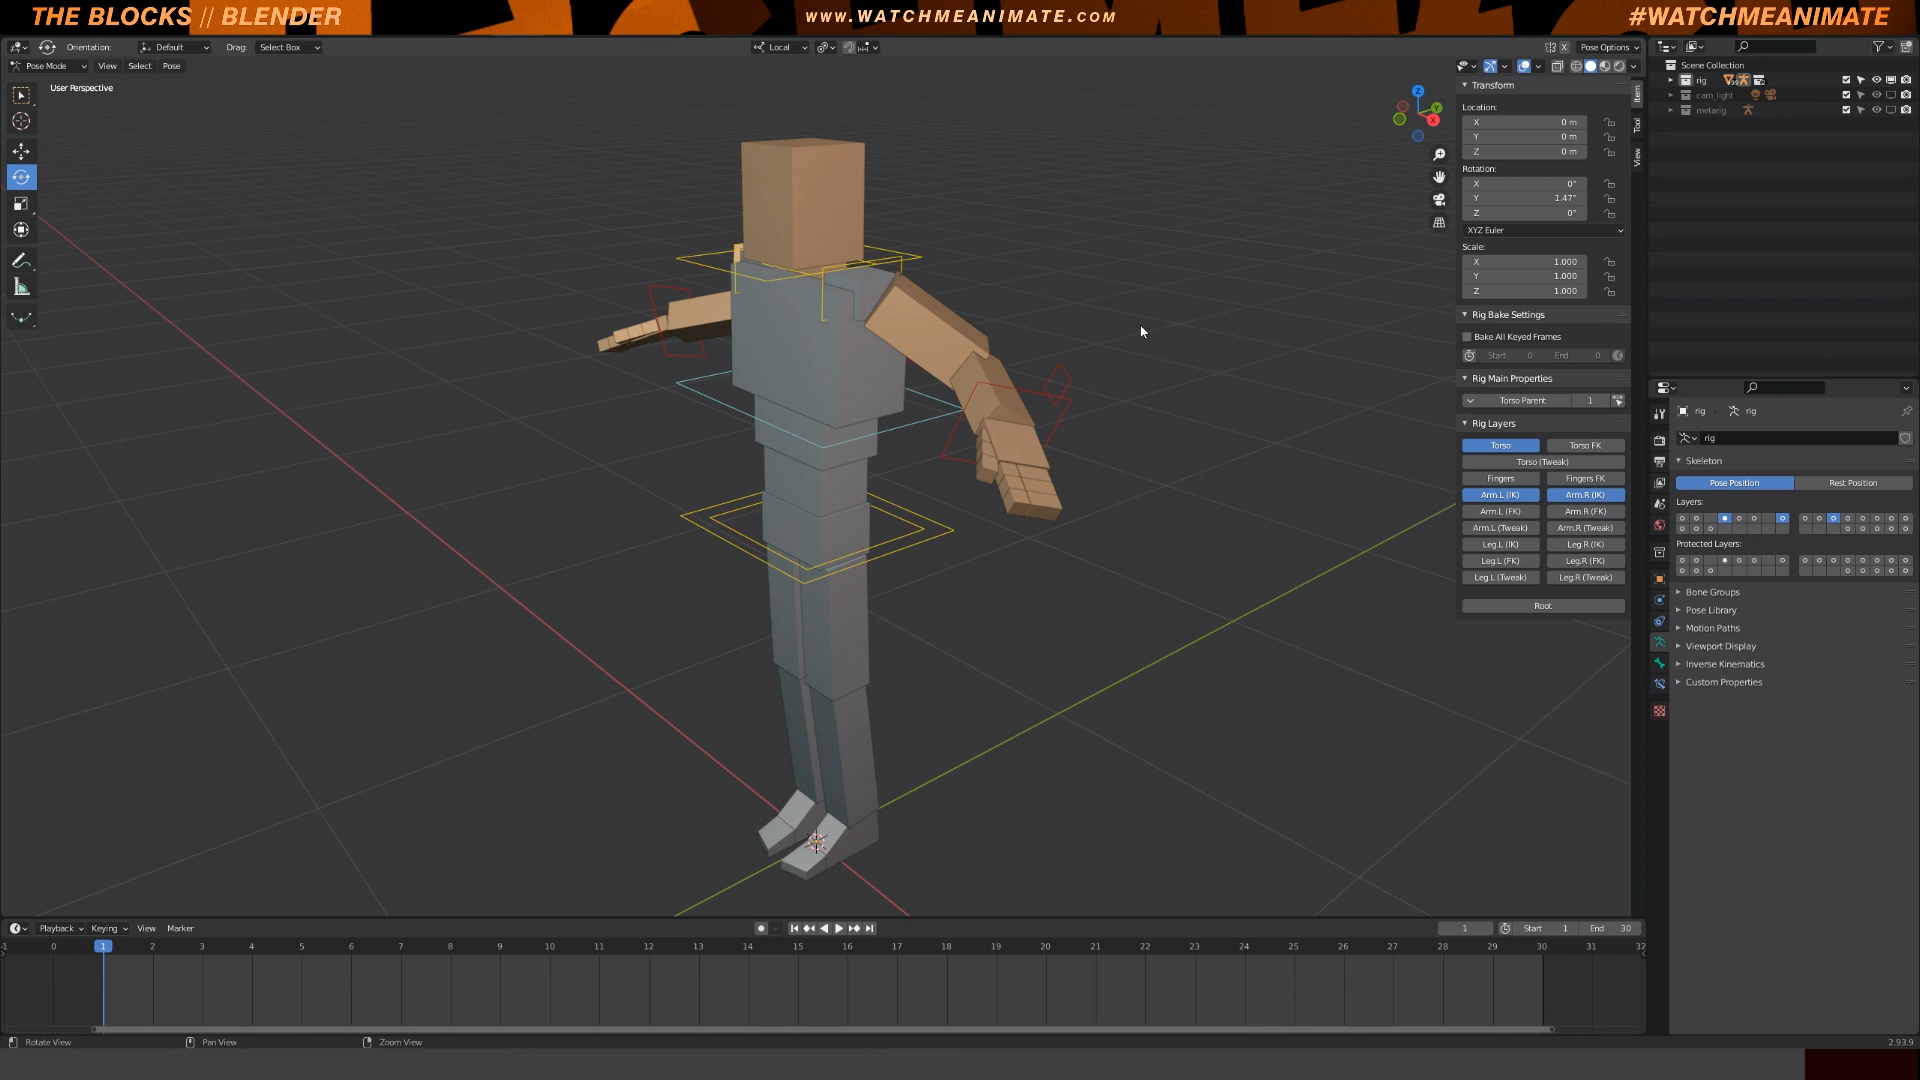 THE BLOCKS // BLENDER
www.WATCHMEANIMATE.com
#WATCHMEANIMATE
Orientation: Default Drag: Select Box
Local
X Pose Options
Pose Mode View Select Pose
User Perspective
Z
Y
X
Transform
Location:
X 0 m
Y 0 m
Z 0 m
Rotation:
X 0°
Y 1.47°
Z 0°
XYZ Euler
Scale:
X 1.000
Y 1.000
Z 1.000
Rig Bake Settings
Bake All Keyed Frames
Start 0 End 0
Rig Main Properties
Torso Parent 1
Rig Layers
Torso Torso FK
Torso (Tweak)
Fingers Fingers FK
Arm.L (IK) Arm.R (IK)
Arm.L (FK) Arm.R (FK)
Arm.L (Tweak) Arm.R (Tweak)
Leg.L (IK) Leg.R (IK)
Leg.L (FK) Leg.R (FK)
Leg.L (Tweak) Leg.R (Tweak)
Root
Item
Tool
View
Scene Collection
rig
cam_light
metarig
rig rig
rig
Skeleton
Pose Position Rest Position
Layers:
Protected Layers:
Bone Groups
Pose Library
Motion Paths
Viewport Display
Inverse Kinematics
Custom Properties
Playback Keying View Marker
1 Start 1 End 30
-1 0 1 2 3 4 5 6 7 8 9 10 11 12 13 14 15 16 17 18 19 20 21 22 23 24 25 26 27 28 29 30 31 32
Rotate View Pan View Zoom View
2.93.9